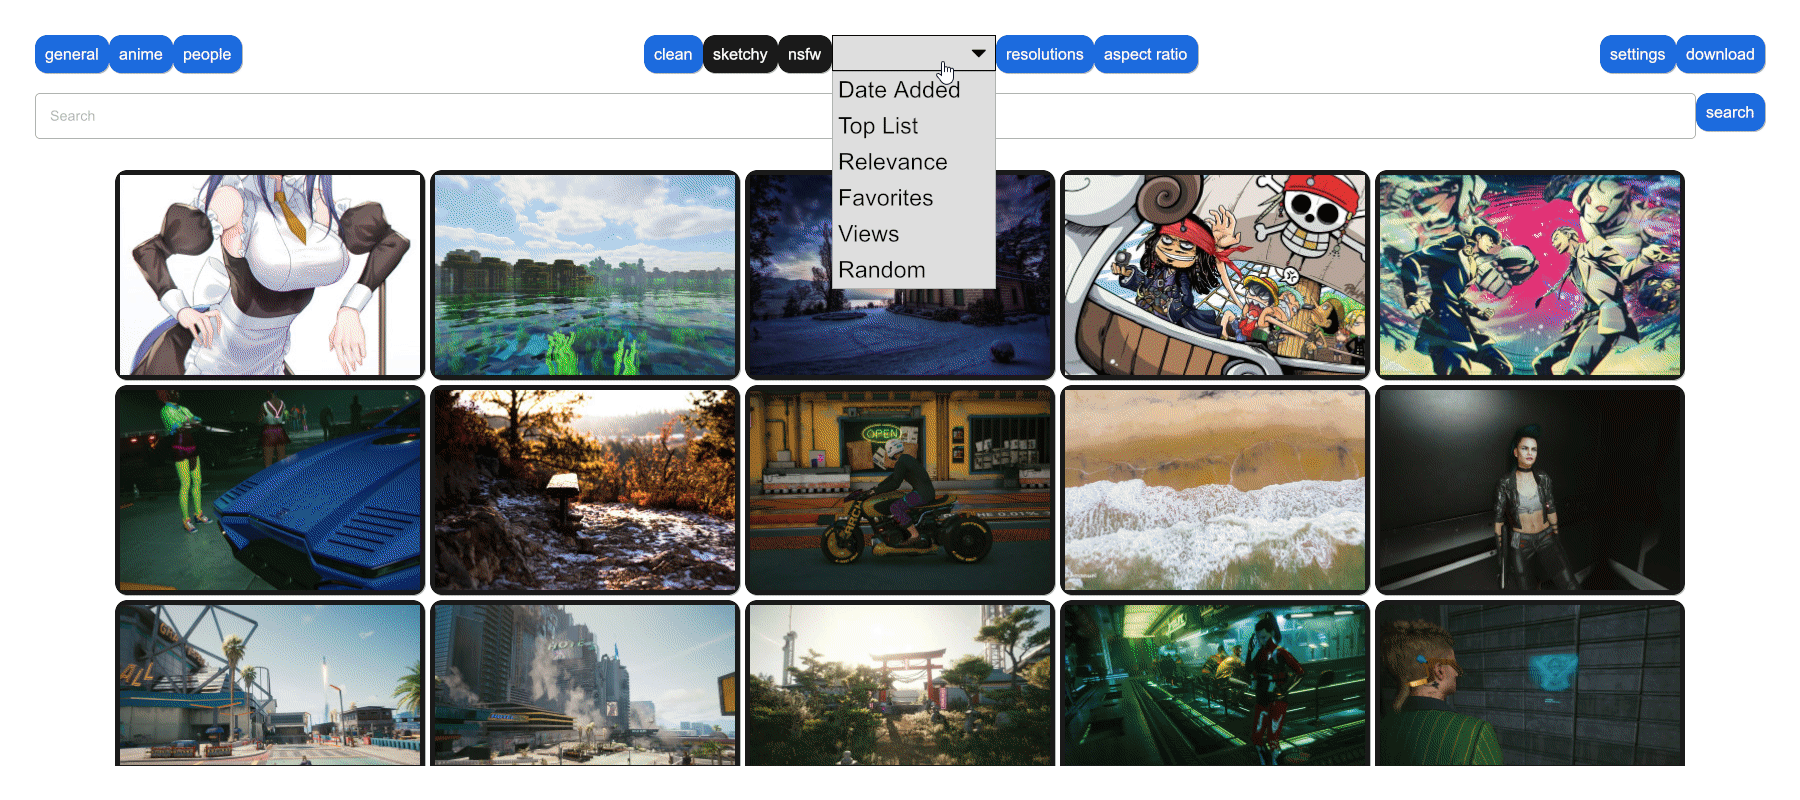 general anime people
clean sketchy nsfw resolutions aspect ratio
settings download
Search
search
Date Added
Top List
Relevance
Favorites
Views
Random
OPEN
ARCH